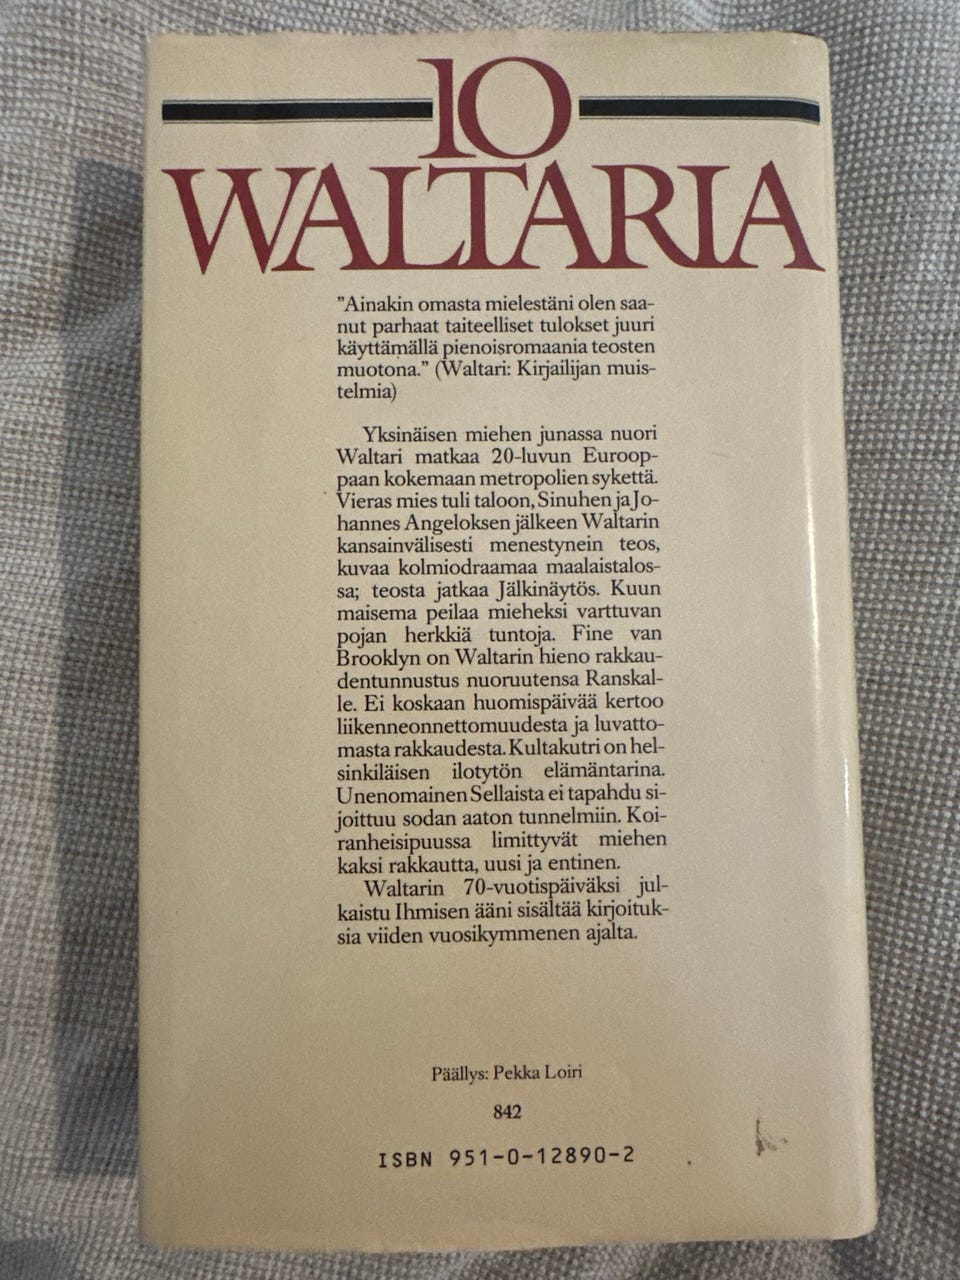 10
WALTARIA
”Ainakin omasta mielestäni olen saa-
nut parhaat taiteelliset tulokset juuri
käyttämällä pienoisromaania teosten
muotona.” (Waltari: Kirjailijan muis-
telmia)
Yksinäisen miehen junassa nuori
Waltari matkaa 20-luvun Euroop-
paan kokemaan metropolien sykettä.
Vieras mies tuli taloon, Sinuhen ja Jo-
hannes Angeloksen jälkeen Waltarin
kansainvälisesti menestynein teos,
kuvaa kolmiodraamaa maalaistalos-
sa; teosta jatkaa Jälkinäytös. Kuun
maisema peilaa mieheksi varttuvan
pojan herkkiä tuntoja. Fine van
Brooklyn on Waltarin hieno rakkau-
dentunnustus nuoruutensa Ranskal-
le. Ei koskaan huomispäivää kertoo
liikenneonnettomuudesta ja luvatto-
masta rakkaudesta. Kultakutri on hel-
sinkiläisen ilotytön elämäntarina.
Unenomainen Sellaista ei tapahdu si-
joittuu sodan aaton tunnelmiin. Koi-
ranheisipuussa limittyvät miehen
kaksi rakkautta, uusi ja entinen.
Waltarin 70-vuotispäiväksi jul-
kaistu Ihmisen ääni sisältää kirjoituk-
sia viiden vuosikymmenen ajalta.
Päällys: Pekka Loiri
842
ISBN 951-0-12890-2